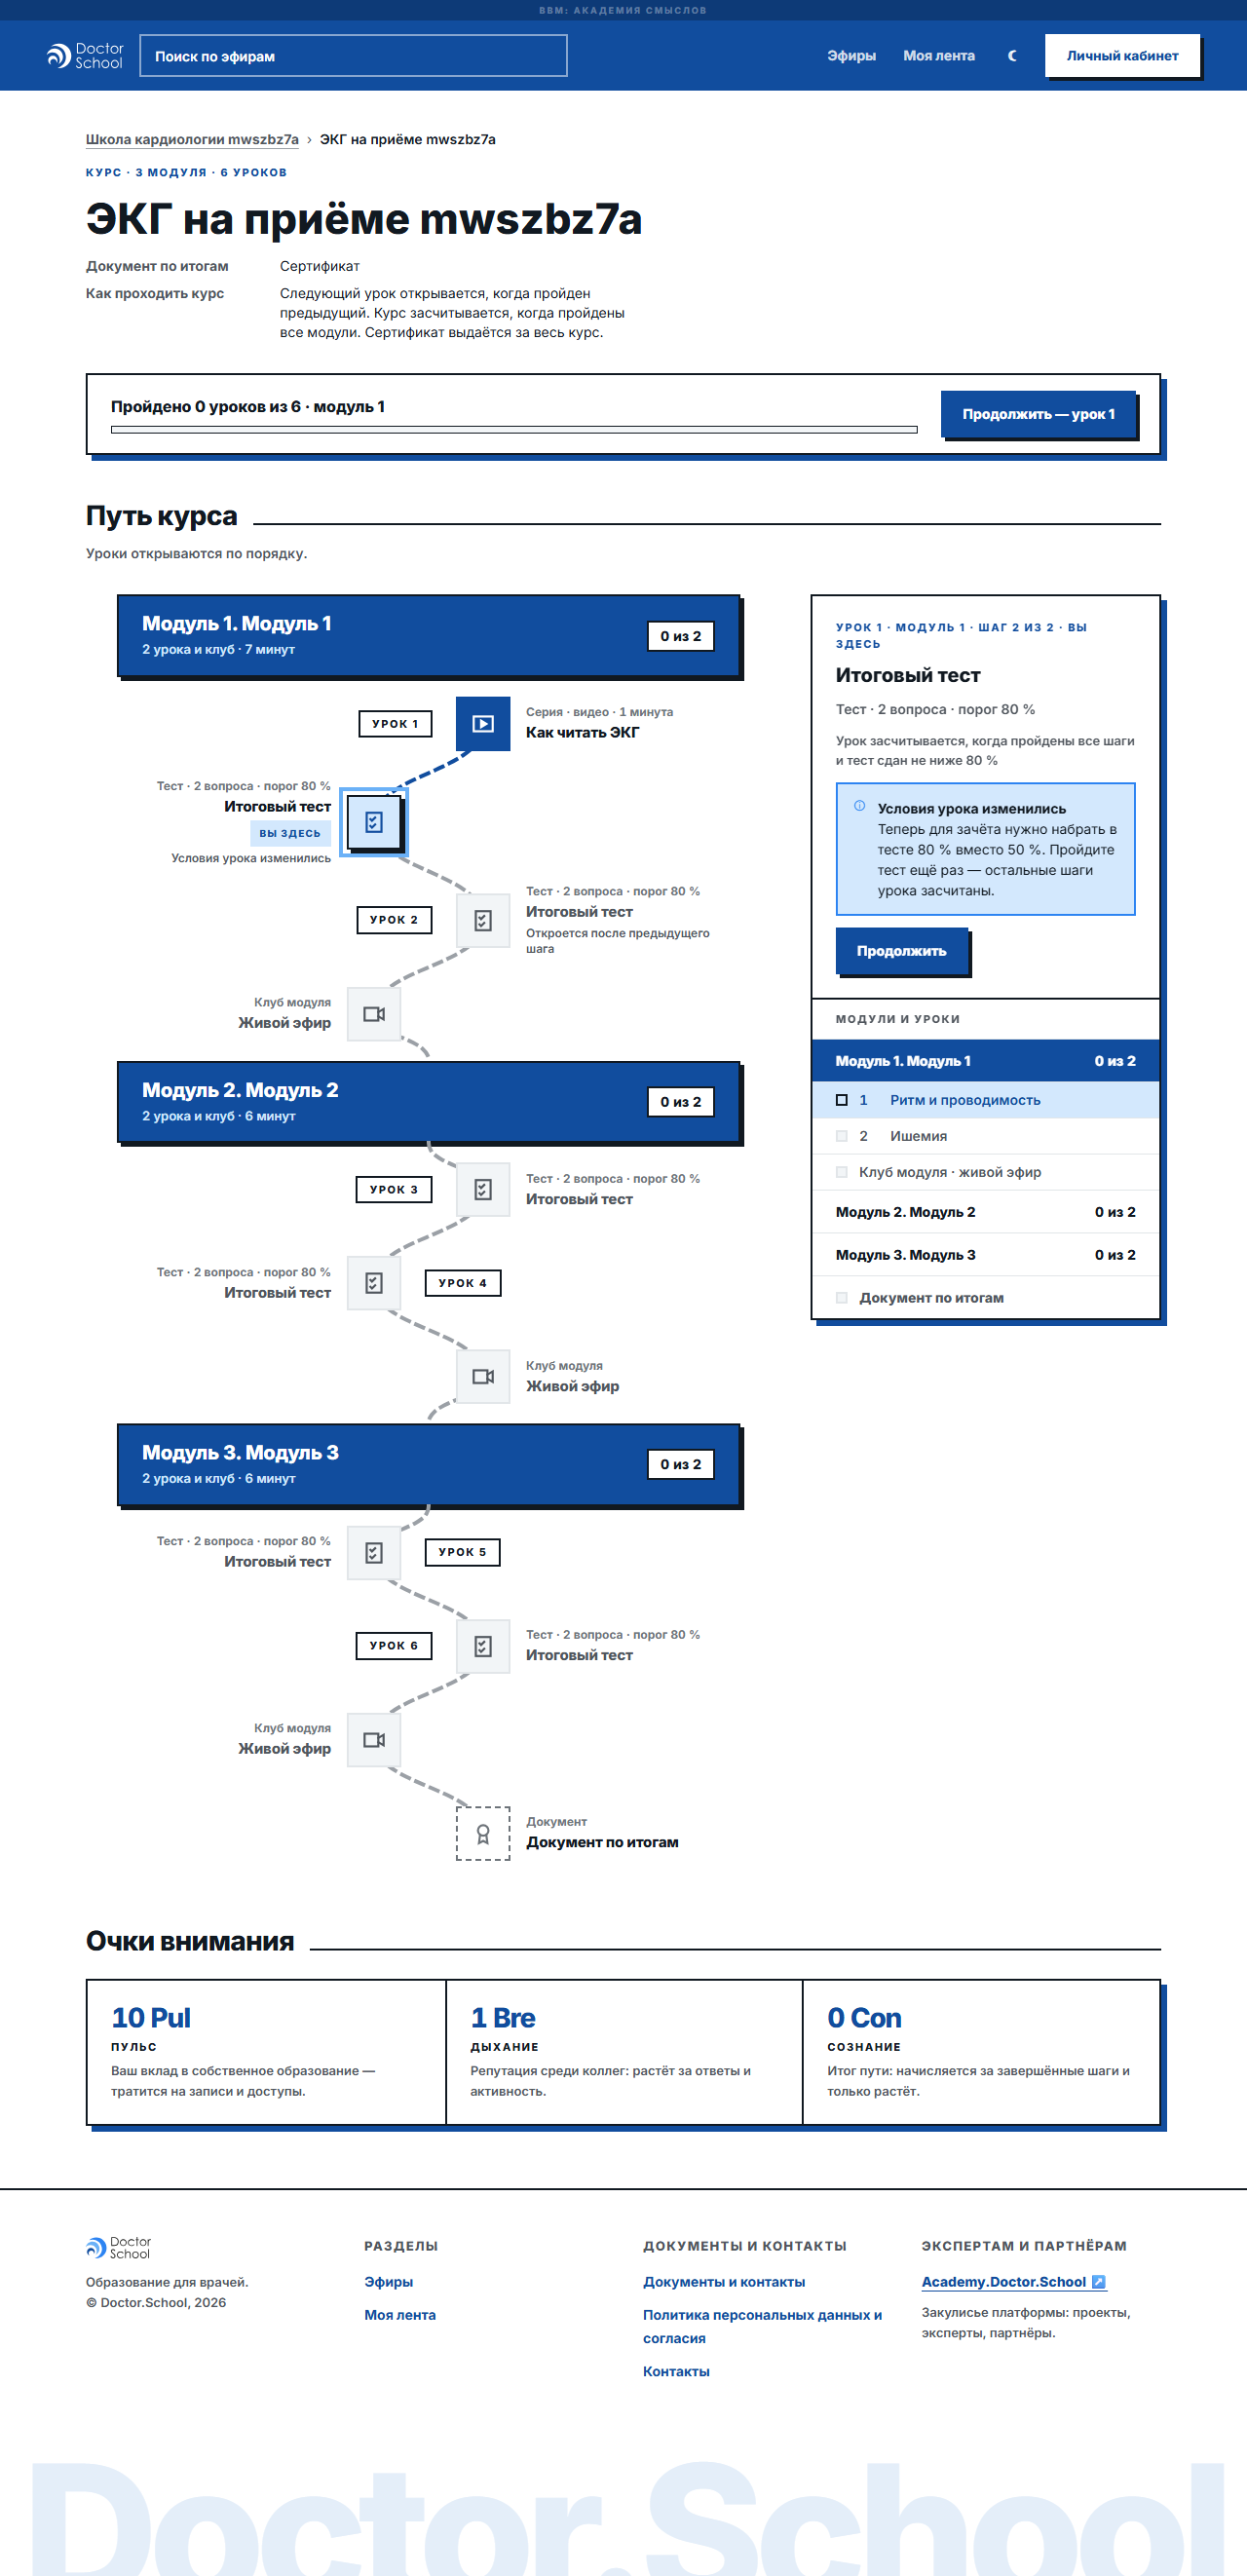 ВВМ: АКАДЕМИЯ СМЫСЛОВ
Doctor
School
Поиск по эфирам
Эфиры
Моя лента
Личный кабинет
Школа кардиологии mwszbz7a › ЭКГ на приёме mwszbz7a
КУРС · 3 МОДУЛЯ · 6 УРОКОВ
ЭКГ на приёме mwszbz7a
Документ по итогам
Сертификат
Как проходить курс
Следующий урок открывается, когда пройден
предыдущий. Курс засчитывается, когда пройдены
все модули. Сертификат выдаётся за весь курс.
Пройдено 0 уроков из 6 · модуль 1
Продолжить — урок 1
Путь курса
Уроки открываются по порядку.
Модуль 1. Модуль 1
2 урока и клуб · 7 минут
0 из 2
УРОК 1
Серия · видео · 1 минута
Как читать ЭКГ
Тест · 2 вопроса · порог 80 %
Итоговый тест
ВЫ ЗДЕСЬ
Условия урока изменились
УРОК 2
Тест · 2 вопроса · порог 80 %
Итоговый тест
Откроется после предыдущего
шага
Клуб модуля
Живой эфир
Модуль 2. Модуль 2
2 урока и клуб · 6 минут
0 из 2
УРОК 3
Тест · 2 вопроса · порог 80 %
Итоговый тест
Тест · 2 вопроса · порог 80 %
Итоговый тест
УРОК 4
Клуб модуля
Живой эфир
Модуль 3. Модуль 3
2 урока и клуб · 6 минут
0 из 2
Тест · 2 вопроса · порог 80 %
Итоговый тест
УРОК 5
УРОК 6
Тест · 2 вопроса · порог 80 %
Итоговый тест
Клуб модуля
Живой эфир
Документ
Документ по итогам
УРОК 1 · МОДУЛЬ 1 · ШАГ 2 ИЗ 2 · ВЫ
ЗДЕСЬ
Итоговый тест
Тест · 2 вопроса · порог 80 %
Урок засчитывается, когда пройдены все шаги
и тест сдан не ниже 80 %
Условия урока изменились
Теперь для зачёта нужно набрать в
тесте 80 % вместо 50 %. Пройдите
тест ещё раз — остальные шаги
урока засчитаны.
Продолжить
МОДУЛИ И УРОКИ
Модуль 1. Модуль 1 0 из 2
1 Ритм и проводимость
2 Ишемия
Клуб модуля · живой эфир
Модуль 2. Модуль 2 0 из 2
Модуль 3. Модуль 3 0 из 2
Документ по итогам
Очки внимания
10 Pul
ПУЛЬС
Ваш вклад в собственное образование —
тратится на записи и доступы.
1 Bre
ДЫХАНИЕ
Репутация среди коллег: растёт за ответы и
активность.
0 Con
СОЗНАНИЕ
Итог пути: начисляется за завершённые шаги и
только растёт.
Doctor
School
Образование для врачей.
© Doctor.School, 2026
РАЗДЕЛЫ
Эфиры
Моя лента
ДОКУМЕНТЫ И КОНТАКТЫ
Документы и контакты
Политика персональных данных и
согласия
Контакты
ЭКСПЕРТАМ И ПАРТНЁРАМ
Academy.Doctor.School ↗
Закулисье платформы: проекты,
эксперты, партнёры.
Doctor.School